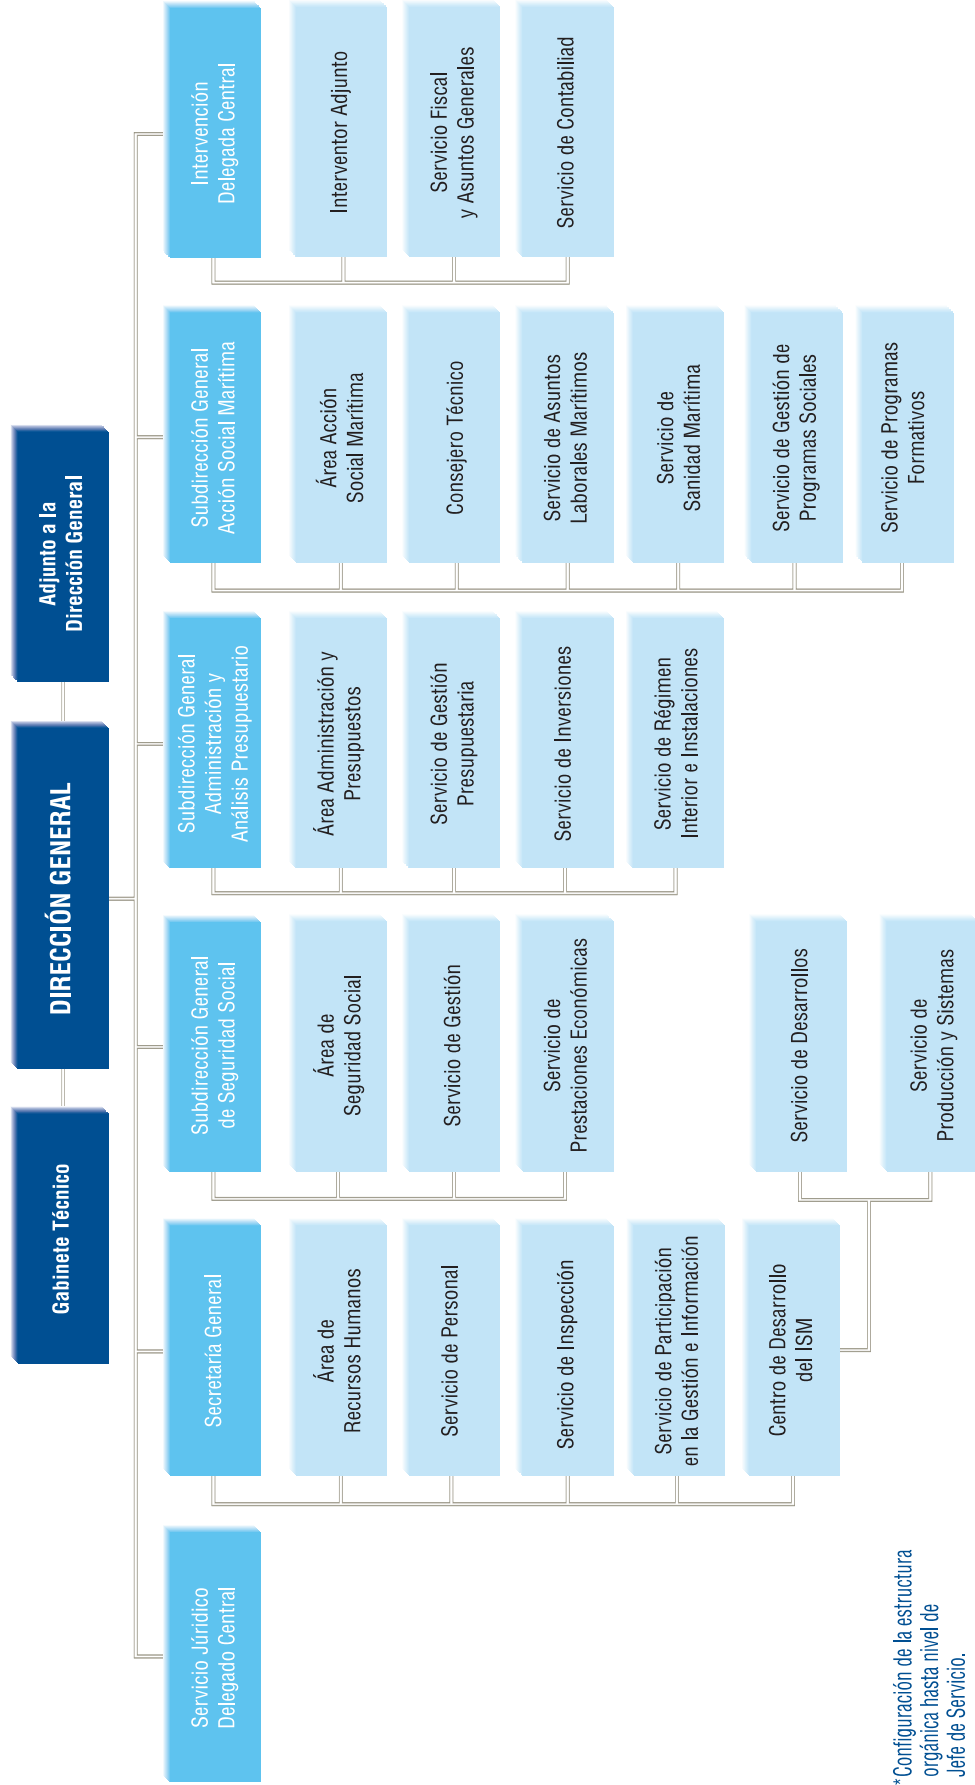 Gabinete Técnico
DIRECCIÓN GENERAL
Adjunto a la
Dirección General
Servicio Júridico
Delegado Central
Secretaría General
Área de
Recursos Humanos
Servicio de Personal
Servicio de Inspección
Servicio de Participación
en la Gestión e Información
Centro de Desarrollo
del ISM
Servicio de Desarrollos
Servicio de
Producción y Sistemas
Subdirección General
de Seguridad Social
Área de
Seguridad Social
Servicio de Gestión
Servicio de
Prestaciones Económicas
Subdirección General
Administración y
Análisis Presupuestario
Área Administración y
Presupuestos
Servicio de Gestión
Presupuestaria
Servicio de Inversiones
Servicio de Régimen
Interior e Instalaciones
Subdirección General
Acción Social Marítima
Área Acción
Social Marítima
Consejero Técnico
Servicio de Asuntos
Laborales Marítimos
Servicio de
Sanidad Marítima
Servicio de Gestión de
Programas Sociales
Servicio de Programas
Formativos
Intervención
Delegada Central
Interventor Adjunto
Servicio Fiscal
y Asuntos Generales
Servicio de Contabiliad
*Configuración de la estructura
orgánica hasta nivel de
Jefe de Servicio.